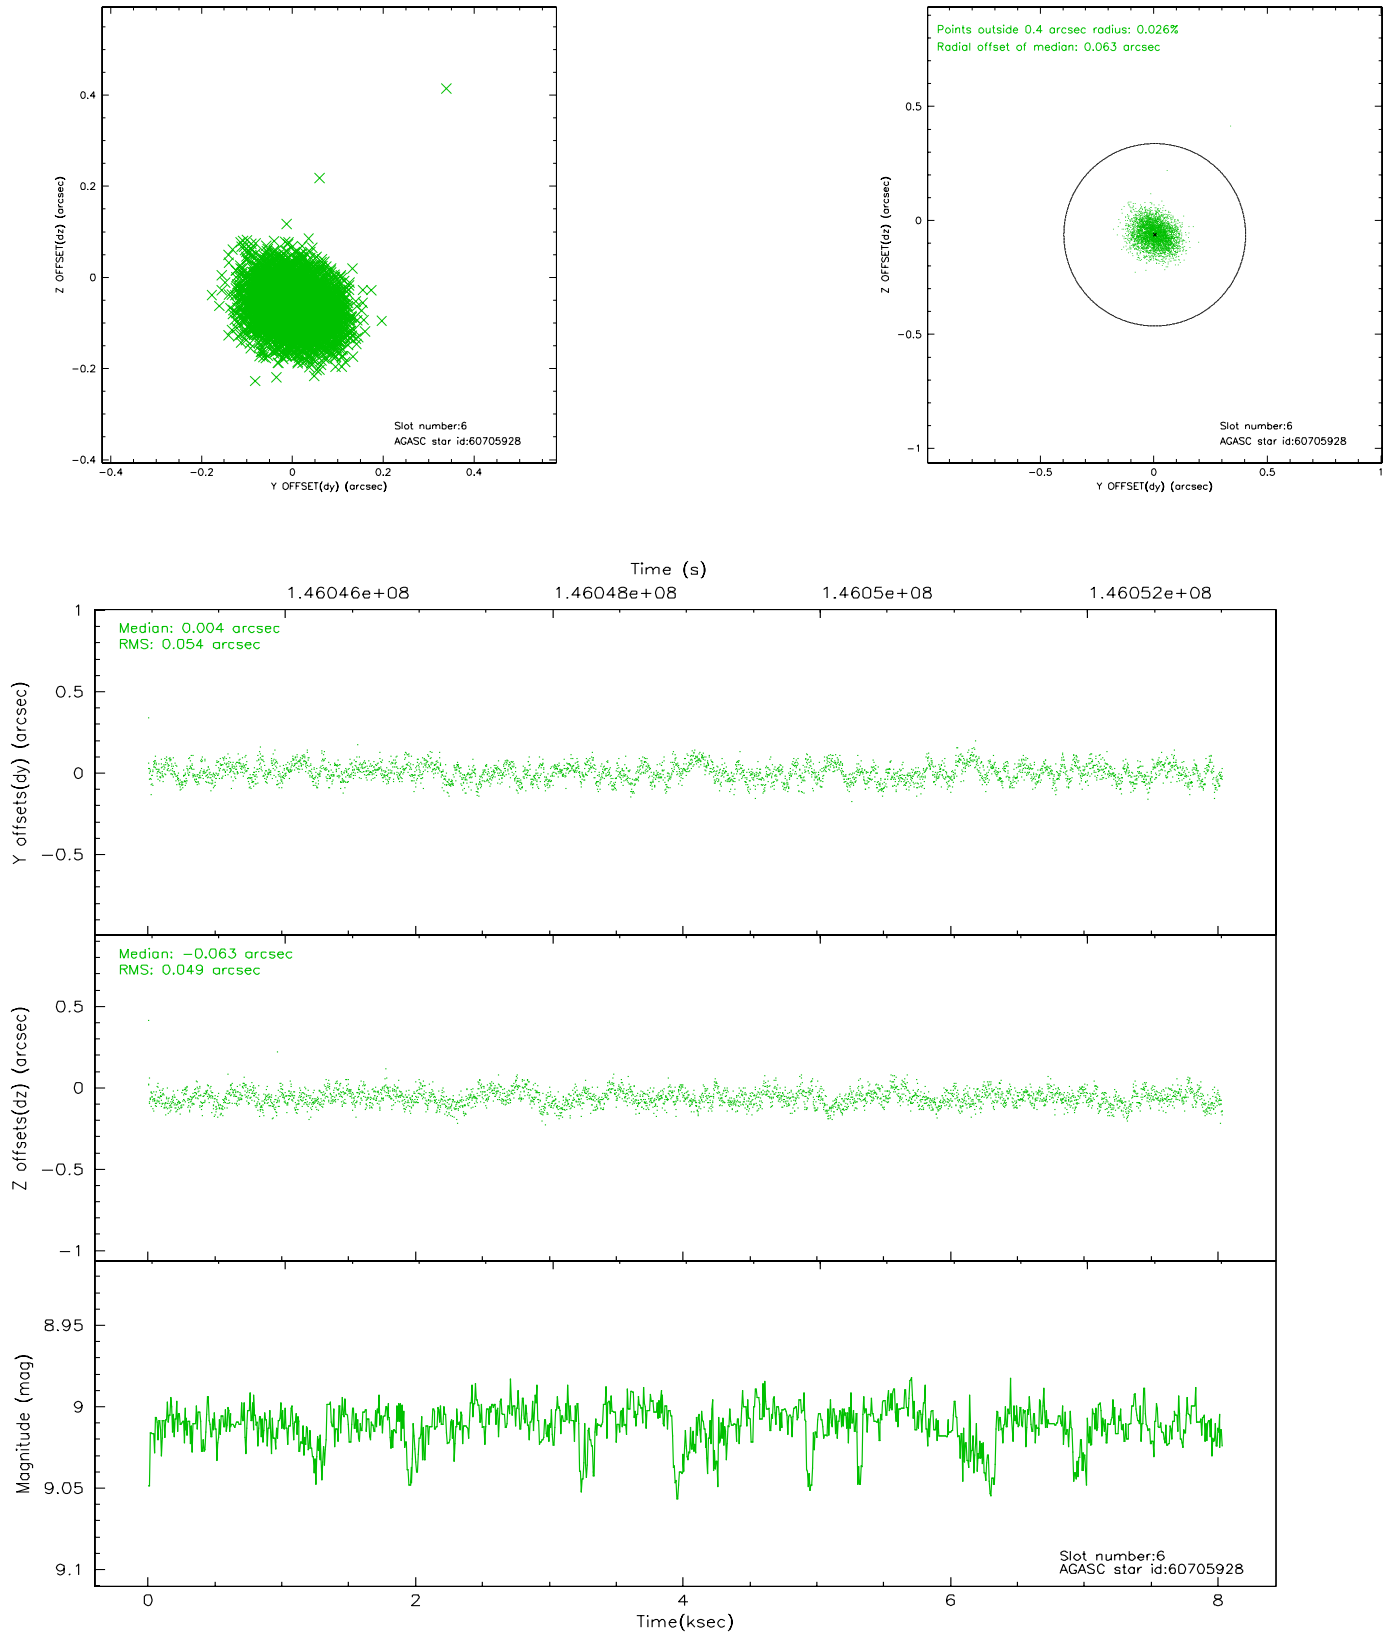 Points outside 0.4 arcsec radius: 0.026%
Radial offset of median: 0.063 arcsec
0.4
0.2
0
−0.2
−0.4
Z OFFSET(dz) (arcsec)
Slot number:6
AGASC star id:60705928
−0.4 −0.2 0 0.2 0.4
Y OFFSET(dy) (arcsec)
0.5
0
−0.5
−1
Z OFFSET(dz) (arcsec)
Slot number:6
AGASC star id:60705928
−0.5 0 0.5 1
Y OFFSET(dy) (arcsec)
Time (s)
1.46046e+08 1.46048e+08 1.4605e+08 1.46052e+08
Median: 0.004 arcsec
RMS: 0.054 arcsec
1
0.5
0
−0.5
Y offsets(dy) (arcsec)
Median: −0.063 arcsec
RMS: 0.049 arcsec
0.5
0
−0.5
−1
Z offsets(dz) (arcsec)
8.95
9
9.05
9.1
Magnitude (mag)
Slot number:6
AGASC star id:60705928
0 2 4 6 8
Time(ksec)